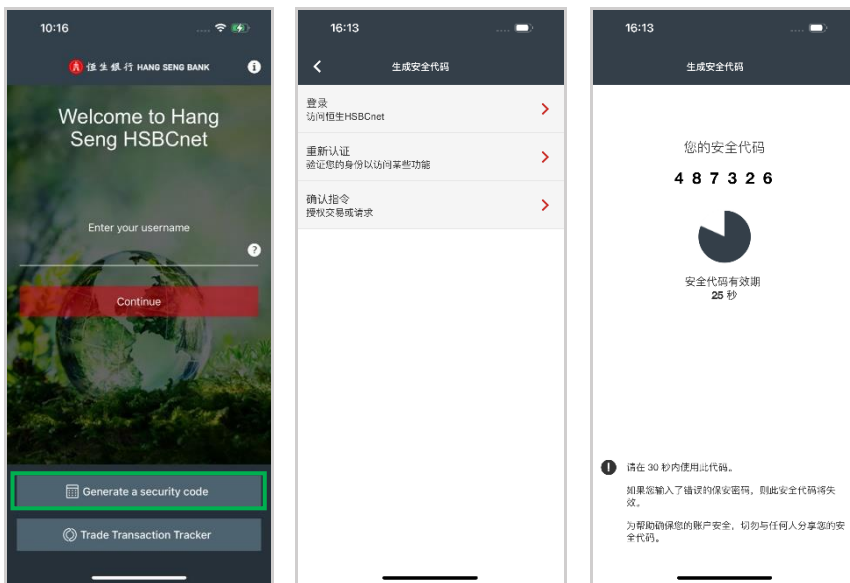 10:16
恒生銀行 HANG SENG BANK
Welcome to Hang
Seng HSBCnet
Enter your username
?
Continue
Generate a security code
Trade Transaction Tracker
16:13
生成安全代码
登录
访问恒生HSBCnet
重新认证
验证您的身份以访问某些功能
确认指令
授权交易或请求
16:13
生成安全代码
您的安全代码
4 8 7 3 2 6
安全代码有效期
25 秒
请在 30 秒内使用此代码。
如果您输入了错误的保安密码，则此安全代码将失
效。
为帮助确保您的账户安全，切勿与任何人分享您的安
全代码。